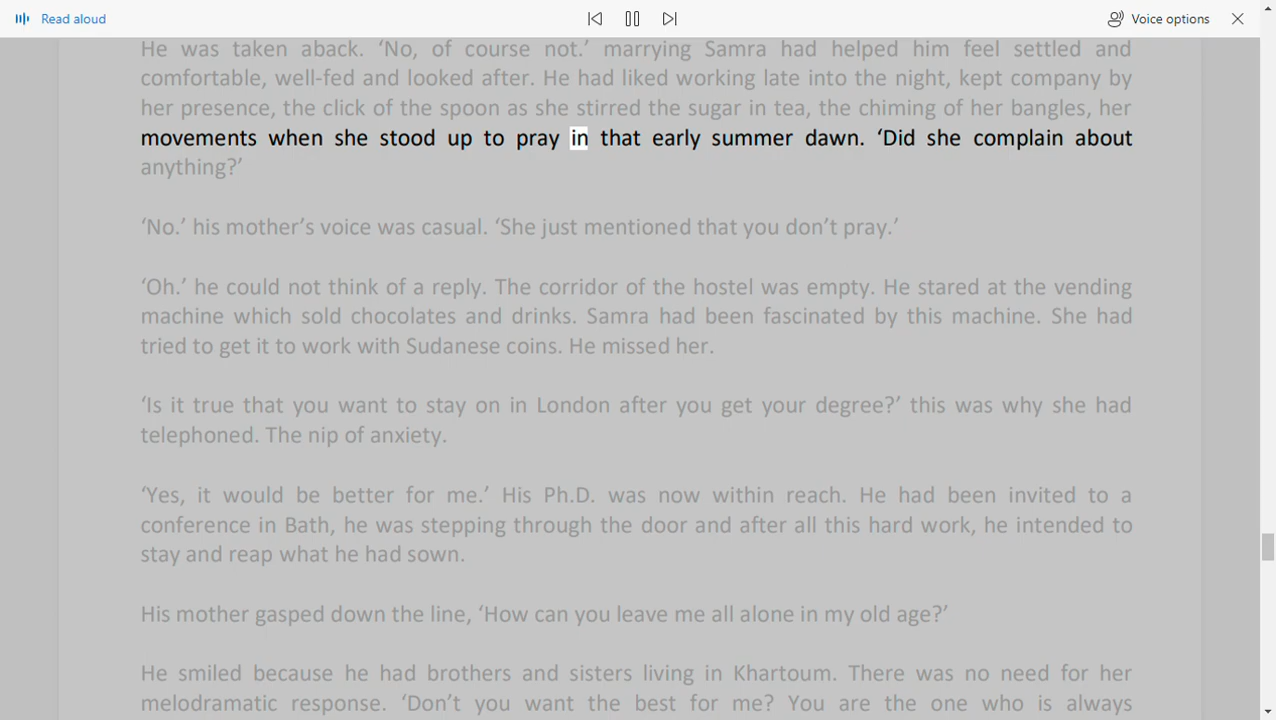 Read aloud
Voice options
He was taken aback. ‘No, of course not.’ marrying Samra had helped him feel settled and
comfortable, well-fed and looked after. He had liked working late into the night, kept company by
her presence, the click of the spoon as she stirred the sugar in tea, the chiming of her bangles, her
movements when she stood up to pray in that early summer dawn. ‘Did she complain about
anything?’
‘No.’ his mother’s voice was casual. ‘She just mentioned that you don’t pray.’
‘Oh.’ he could not think of a reply. The corridor of the hostel was empty. He stared at the vending
machine which sold chocolates and drinks. Samra had been fascinated by this machine. She had
tried to get it to work with Sudanese coins. He missed her.
‘Is it true that you want to stay on in London after you get your degree?’ this was why she had
telephoned. The nip of anxiety.
‘Yes, it would be better for me.’ His Ph.D. was now within reach. He had been invited to a
conference in Bath, he was stepping through the door and after all this hard work, he intended to
stay and reap what he had sown.
His mother gasped down the line, ‘How can you leave me all alone in my old age?’
He smiled because he had brothers and sisters living in Khartoum. There was no need for her
melodramatic response. ‘Don’t you want the best for me? You are the one who is always